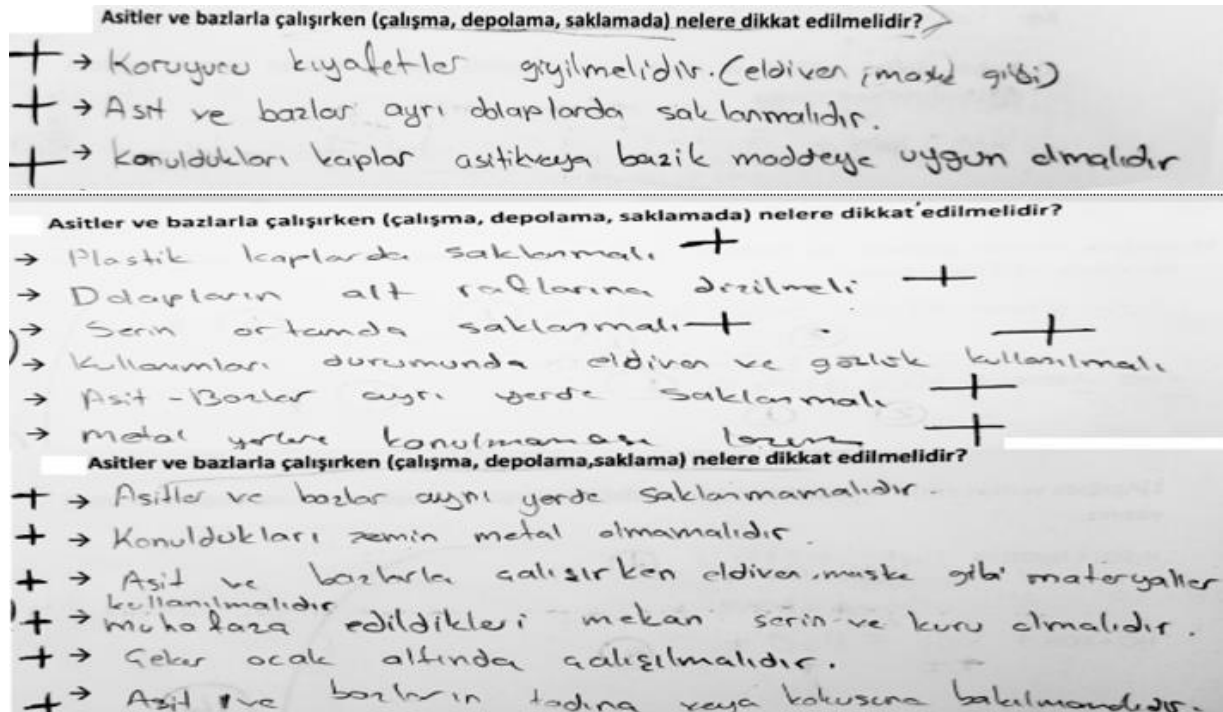 Asitler ve bazlarla çalışırken (çalışma, depolama, saklamada) nelere dikkat edilmelidir?
+ → Koruyucu kıyafetler giyilmelidir. (eldiven, maske gibi)
+ → Asit ve bazlar ayrı dolaplarda saklanmalıdır.
+ → Konuldukları kaplar asitikveya bazik maddeye uygun olmalıdır
Asitler ve bazlarla çalışırken (çalışma, depolama, saklamada) nelere dikkat edilmelidir?
→ Plastik kaplarda saklanmalı +
→ Dolapların alt raflarına dizilmeli +
→ Serin ortamda saklanmalı +
→ Kullanımları durumunda eldiven ve gözlük kullanılmalı +
→ Asit-Bazlar ayrı yerde saklanmalı +
→ metal yerlere konulmaması lazım +
Asitler ve bazlarla çalışırken (çalışma, depolama,saklama) nelere dikkat edilmelidir?
+ → Asitler ve bazlar aynı yerde saklanmamalıdır.
+ → Konuldukları zemin metal olmamalıdır.
+ → Asit ve bazlarla çalışırken eldiven, maske gibi materyaller
kullanılmalıdır
+ → muhafaza edildikleri mekan serin ve kuru olmalıdır.
+ → Çeker ocak altında çalışılmalıdır.
+ → Asit ve bazların tadına veya kokusuna bakılmamalıdır.